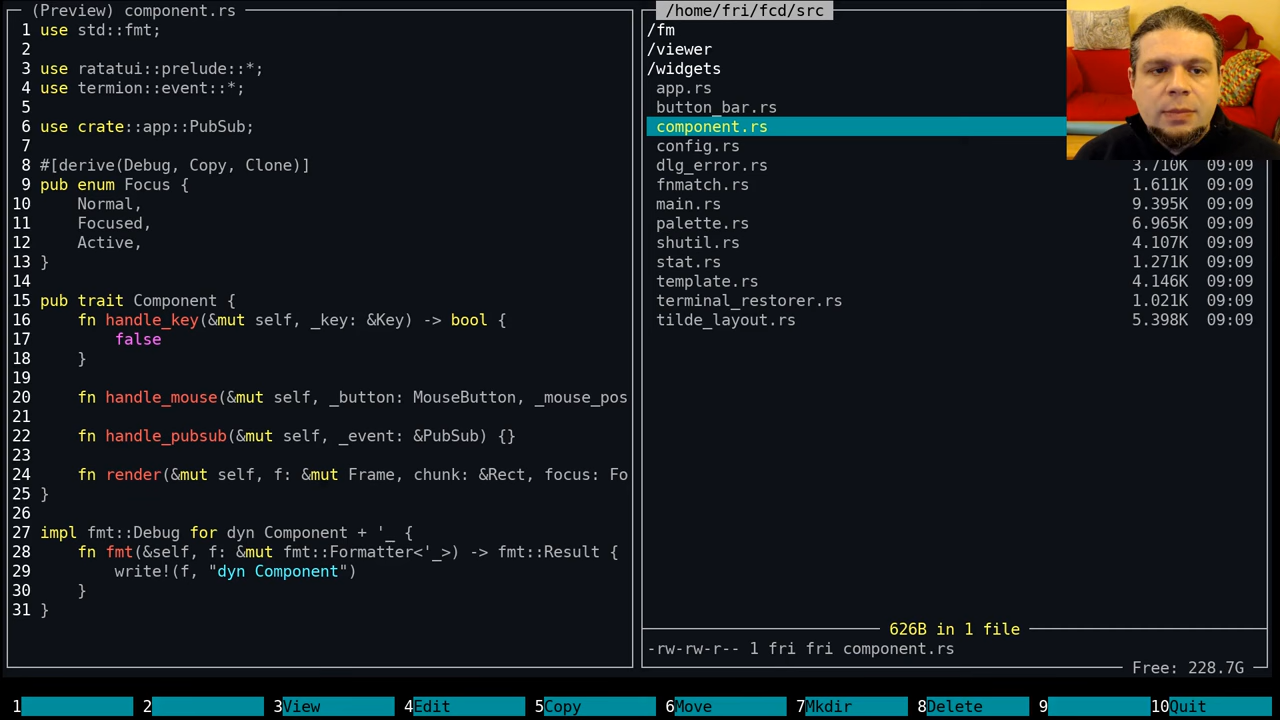 (Preview) component.rs
1 use std::fmt;
2
3 use ratatui::prelude::*;
4 use termion::event::*;
5
6 use crate::app::PubSub;
7
8 #[derive(Debug, Copy, Clone)]
9 pub enum Focus {
10     Normal,
11     Focused,
12     Active,
13 }
14
15 pub trait Component {
16     fn handle_key(&mut self, _key: &Key) -> bool {
17         false
18     }
19
20     fn handle_mouse(&mut self, _button: MouseButton, _mouse_pos
21
22     fn handle_pubsub(&mut self, _event: &PubSub) {}
23
24     fn render(&mut self, f: &mut Frame, chunk: &Rect, focus: Fo
25 }
26
27 impl fmt::Debug for dyn Component + '_ {
28     fn fmt(&self, f: &mut fmt::Formatter<'_>) -> fmt::Result {
29         write!(f, "dyn Component")
30     }
31 }
/home/fri/fcd/src
/fm
/viewer
/widgets
app.rs
button_bar.rs
component.rs
config.rs
dlg_error.rs 3.710K 09:09
fnmatch.rs 1.611K 09:09
main.rs 9.395K 09:09
palette.rs 6.965K 09:09
shutil.rs 4.107K 09:09
stat.rs 1.271K 09:09
template.rs 4.146K 09:09
terminal_restorer.rs 1.021K 09:09
tilde_layout.rs 5.398K 09:09
626B in 1 file
-rw-rw-r-- 1 fri fri component.rs
Free: 228.7G
1 2 3View 4Edit 5Copy 6Move 7Mkdir 8Delete 9 10Quit